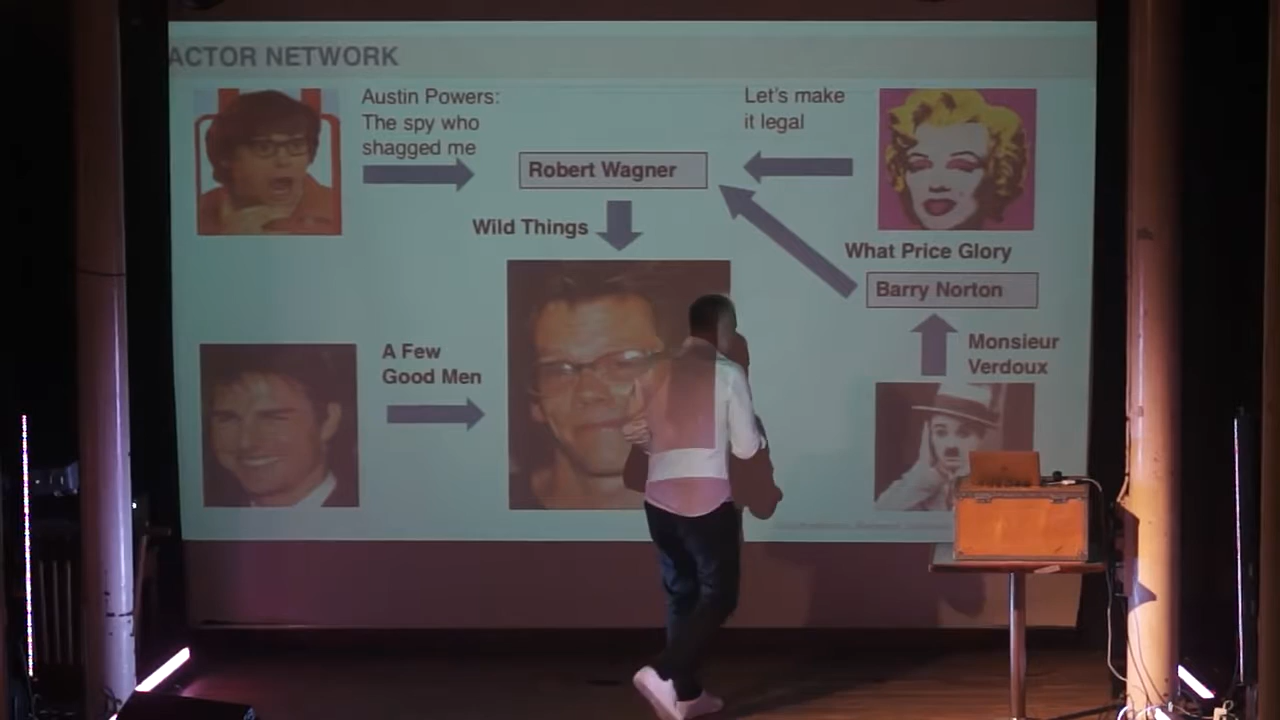 ACTOR NETWORK
Austin Powers:
The spy who
shagged me
Let's make
it legal
Robert Wagner
Wild Things
What Price Glory
Barry Norton
A Few
Good Men
Monsieur
Verdoux